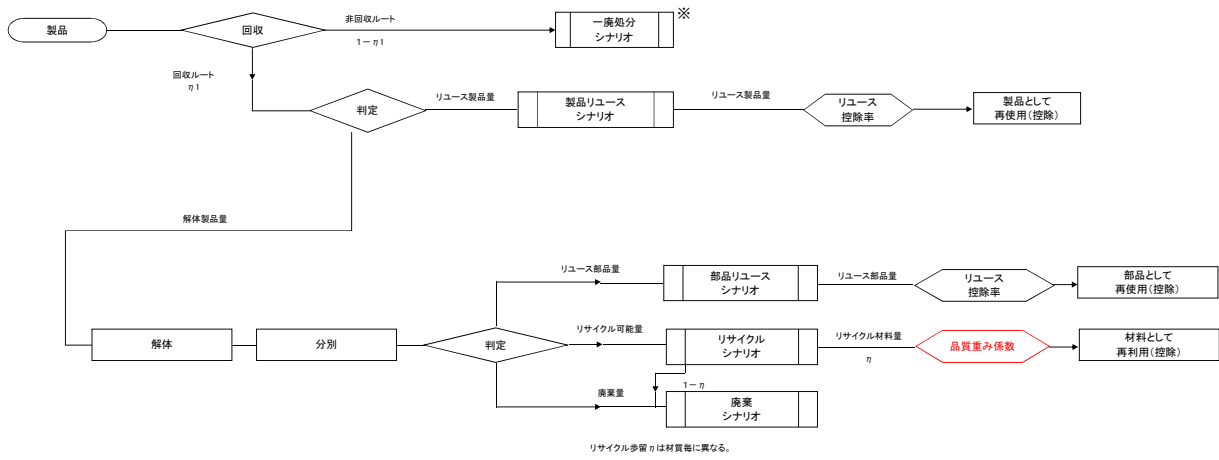 製品
回収
非回収ルート
1－η1
一廃処分
シナリオ
※
回収ルート
η1
判定
リユース製品量
製品リユース
シナリオ
リユース製品量
リユース
控除率
製品として
再使用(控除)
解体製品量
リユース部品量
部品リユース
シナリオ
リユース部品量
リユース
控除率
部品として
再使用(控除)
解体
分別
判定
リサイクル可能量
リサイクル
シナリオ
リサイクル材料量
η
品質重み係数
材料として
再利用(控除)
廃棄量
1－η
廃棄
シナリオ
リサイクル歩留ηは材質毎に異なる。